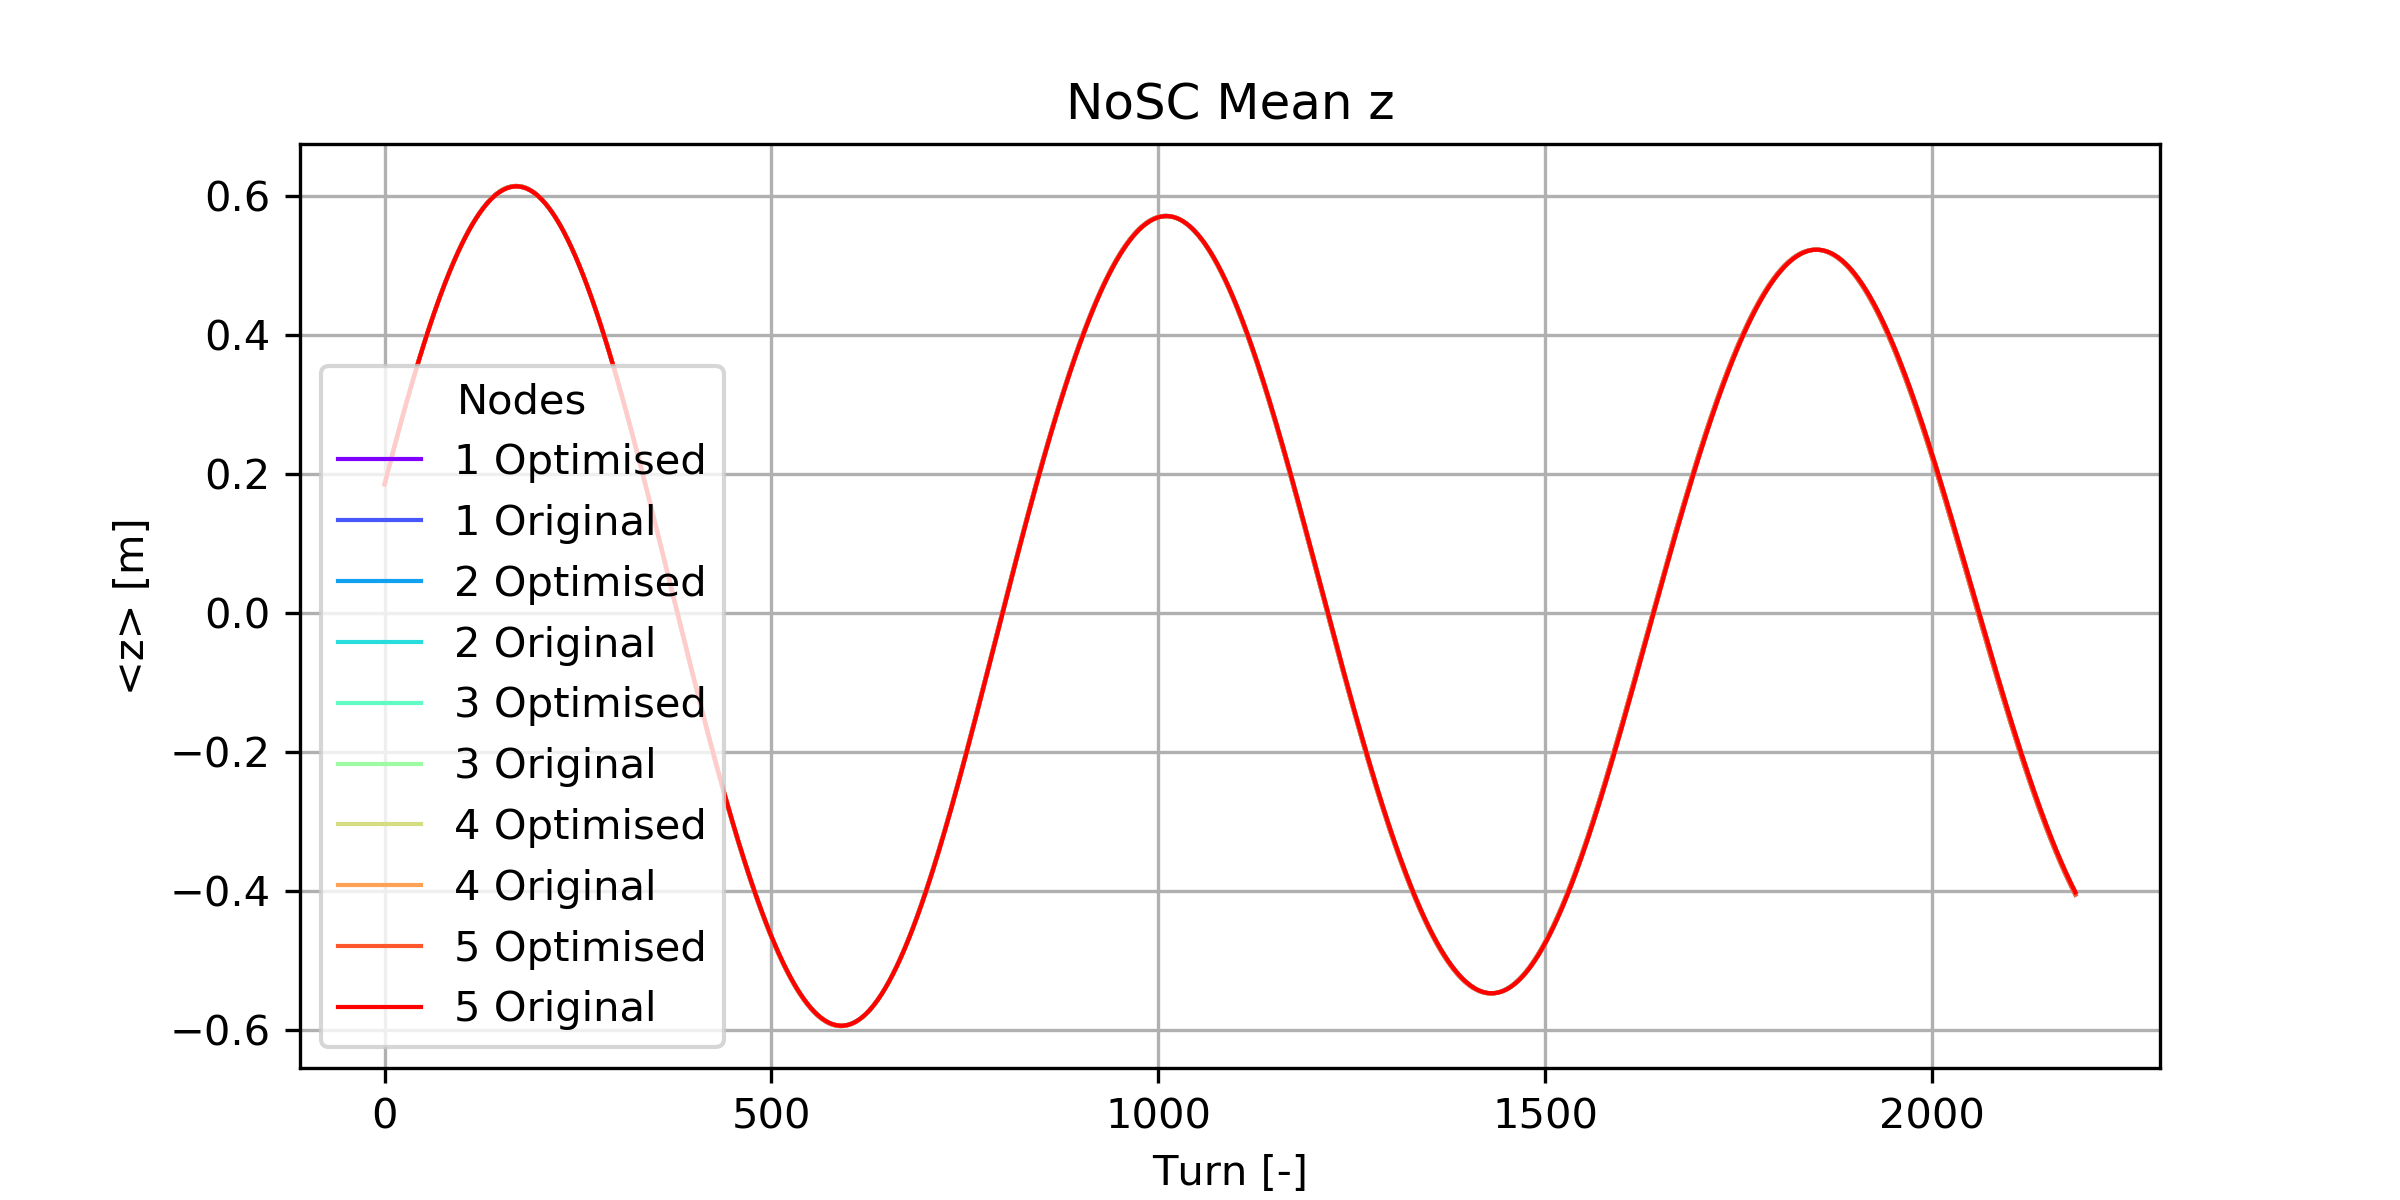 NoSC Mean z
<z> [m]
0.6
0.4
0.2
0.0
−0.2
−0.4
−0.6
Nodes
1 Optimised
1 Original
2 Optimised
2 Original
3 Optimised
3 Original
4 Optimised
4 Original
5 Optimised
5 Original
0 500 1000 1500 2000
Turn [-]